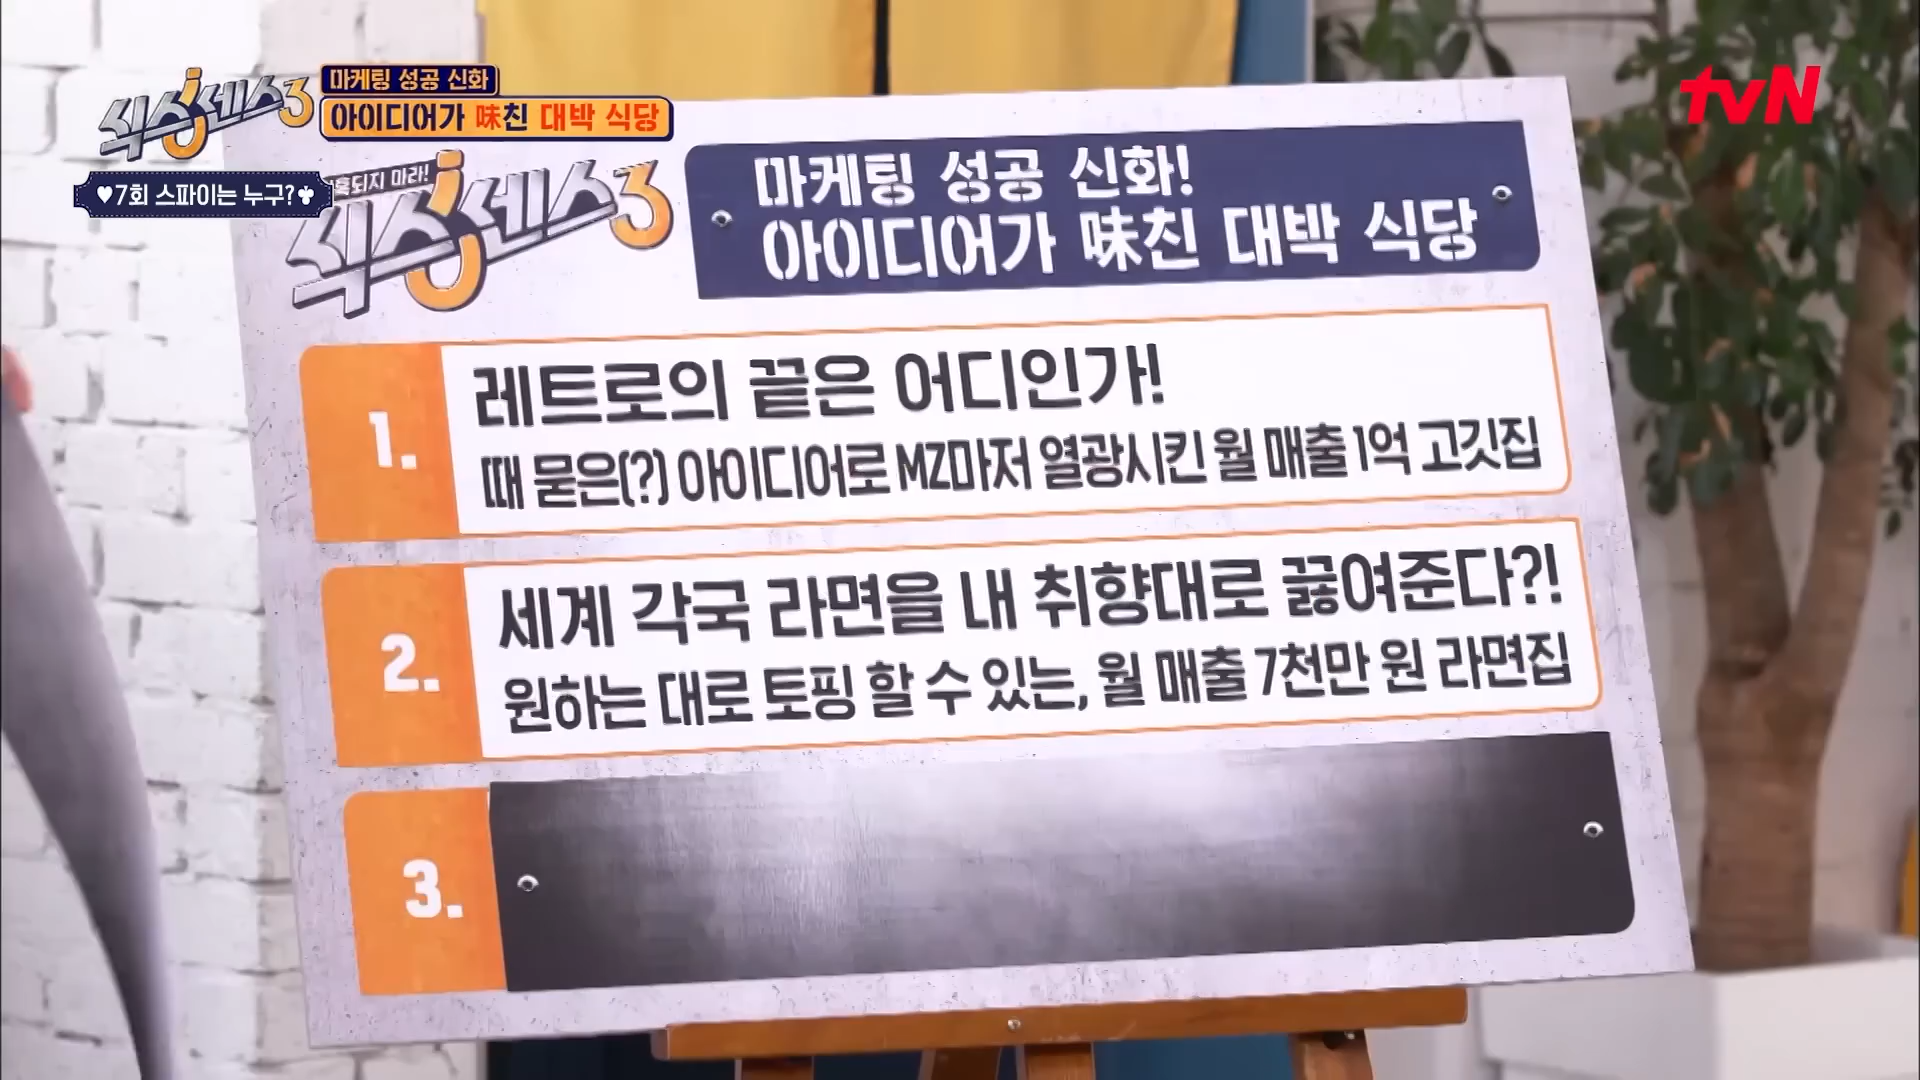 식스센스3
마케팅 성공 신화
아이디어가 味친 대박 식당
tvN
♥7회 스파이는 누구?♣
혹되지 마라!
식스센스3
마케팅 성공 신화!
아이디어가 味친 대박 식당
1.
레트로의 끝은 어디인가!
때 묻은(?) 아이디어로 MZ마저 열광시킨 월 매출 1억 고깃집
2.
세계 각국 라면을 내 취향대로 끓여준다?!
원하는 대로 토핑 할 수 있는, 월 매출 7천만 원 라면집
3.